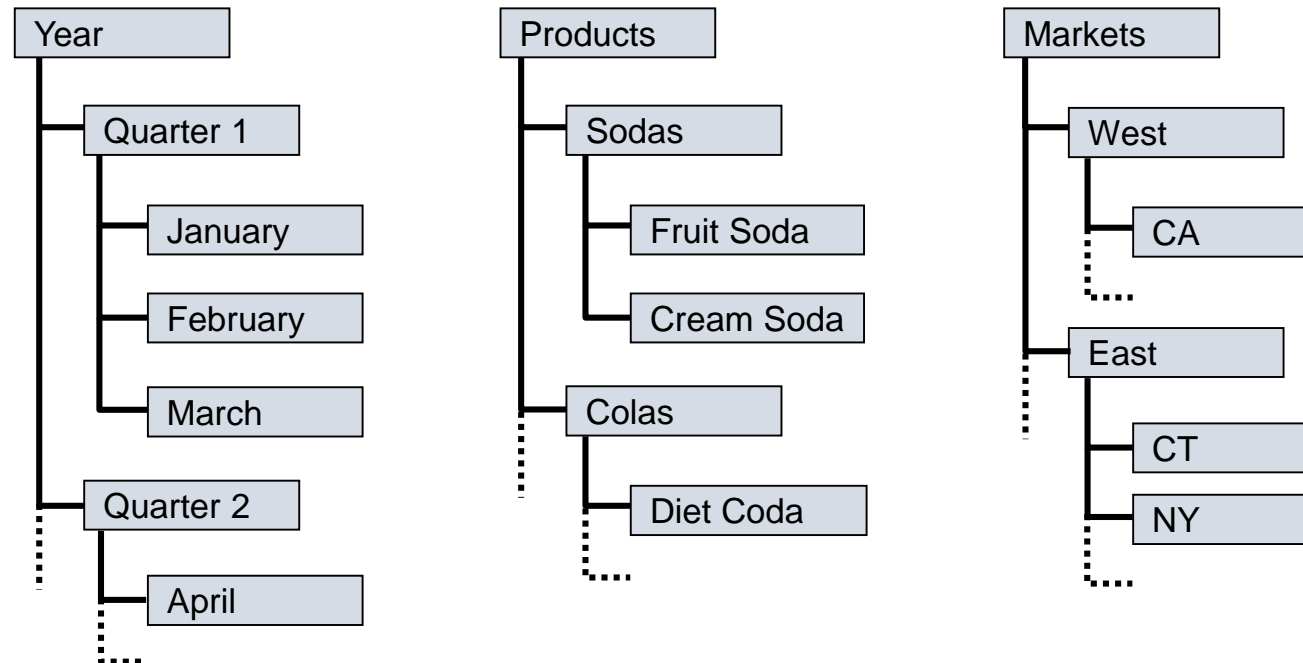 Year
Quarter 1
January
February
March
Quarter 2
April
Products
Sodas
Fruit Soda
Cream Soda
Colas
Diet Coda
Markets
West
CA
East
CT
NY